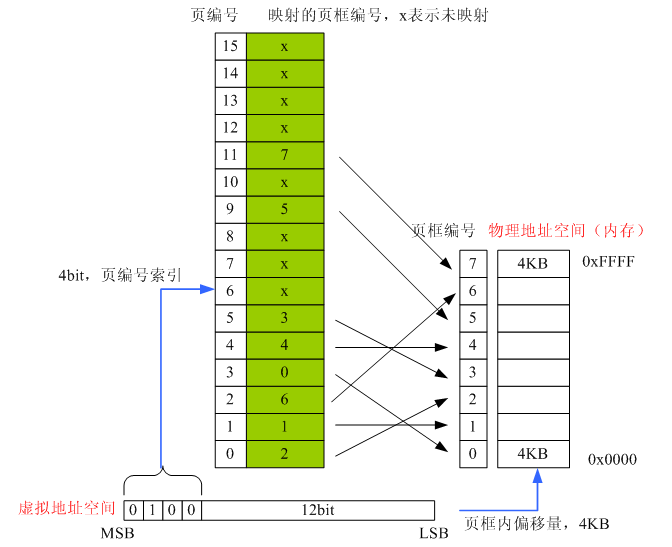 页编号 映射的页框编号，x表示未映射
15 x
14 x
13 x
12 x
11 7
10 x
9 5
8 x
7 x
6 x
5 3
4 4
3 0
2 6
1 1
0 2
4bit，页编号索引
页框编号 物理地址空间（内存）
7 4KB 0xFFFF
6
5
4
3
2
1
0 4KB 0x0000
虚拟地址空间 0 1 0 0 12bit
MSB LSB
页框内偏移量，4KB